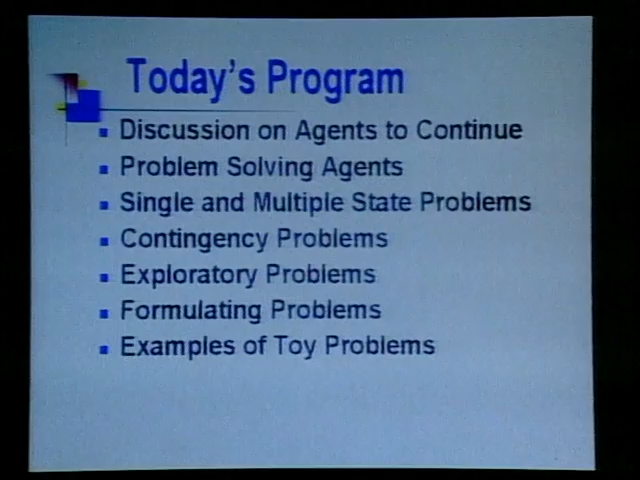 Today's Program
Discussion on Agents to Continue
Problem Solving Agents
Single and Multiple State Problems
Contingency Problems
Exploratory Problems
Formulating Problems
Examples of Toy Problems